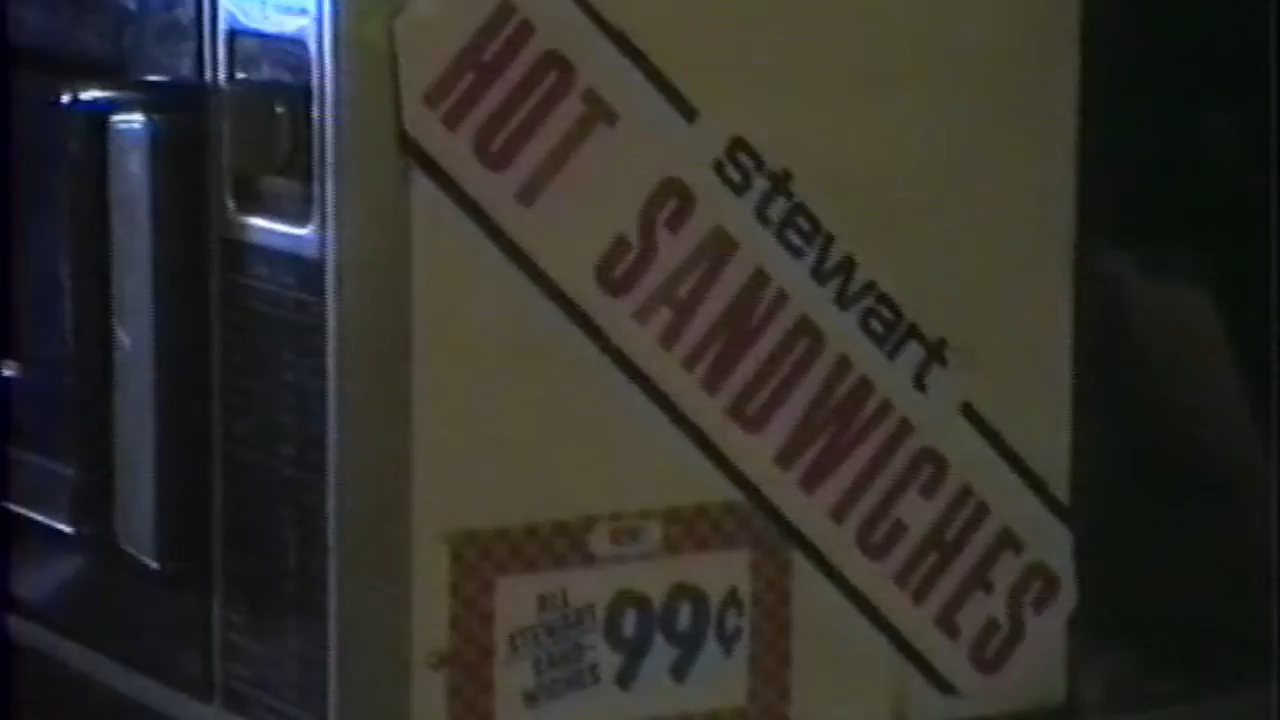 stewart
HOT SANDWICHES
ALL
STEWART
SAND-
WICHES
99¢